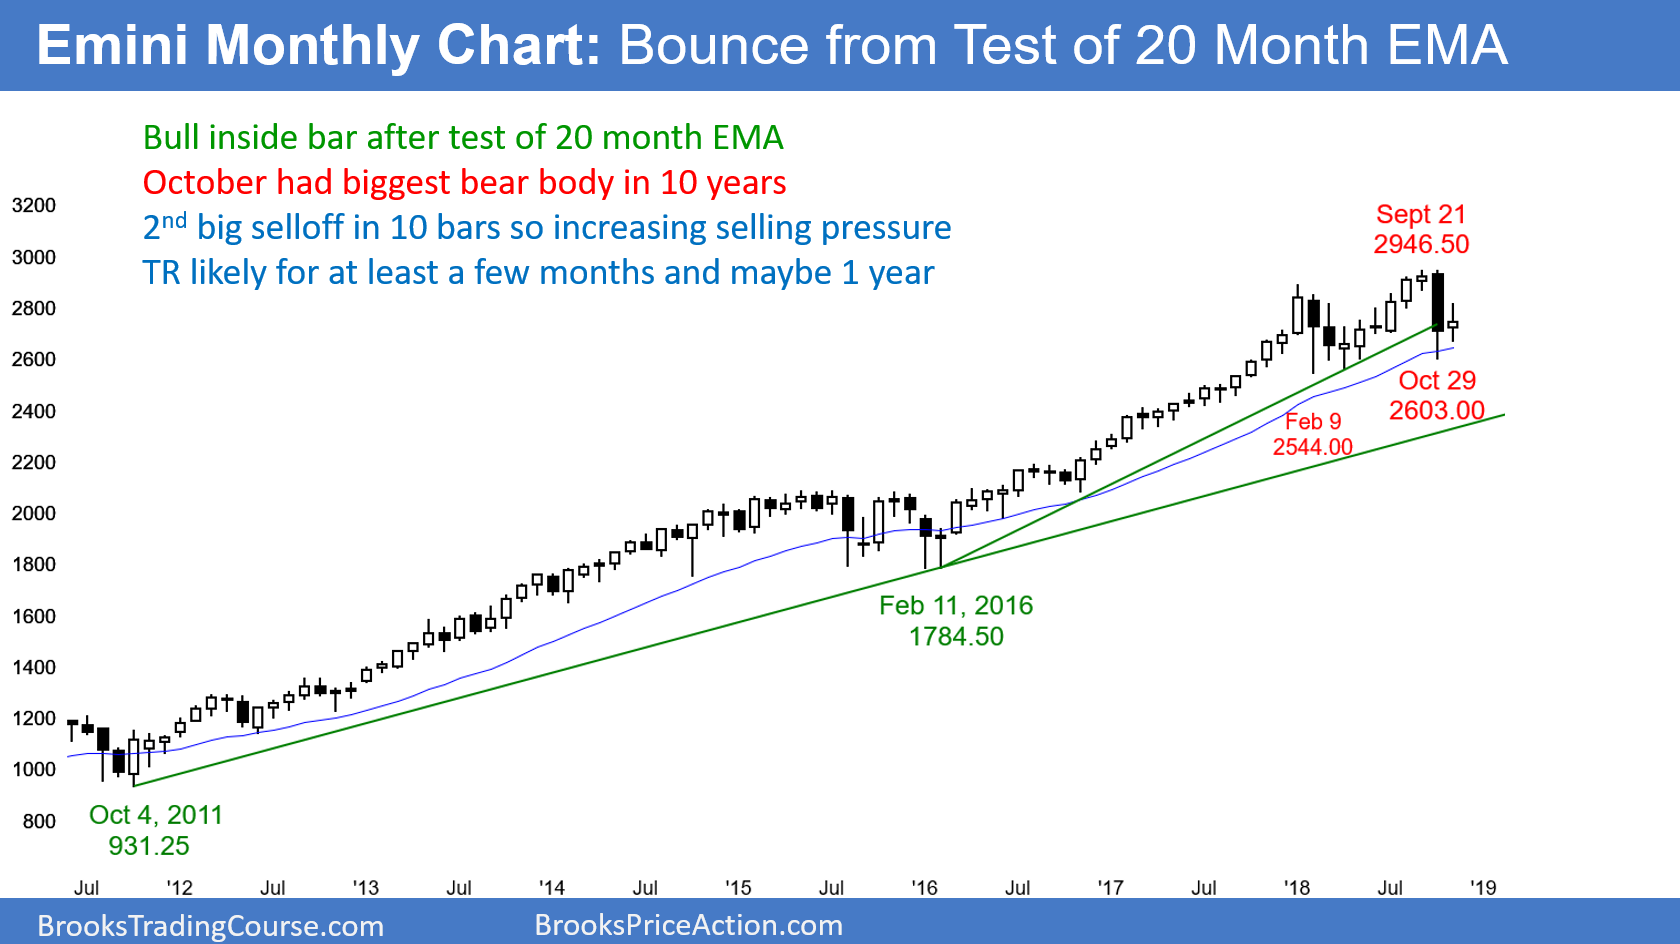 Emini Monthly Chart: Bounce from Test of 20 Month EMA
Bull inside bar after test of 20 month EMA
October had biggest bear body in 10 years
2nd big selloff in 10 bars so increasing selling pressure
TR likely for at least a few months and maybe 1 year
3200
3000
2800
2600
2400
2200
2000
1800
1600
1400
1200
1000
800
Sept 21
2946.50
Oct 29
2603.00
Feb 9
2544.00
Feb 11, 2016
1784.50
Oct 4, 2011
931.25
Jul '12 Jul '13 Jul '14 Jul '15 Jul '16 Jul '17 Jul '18 Jul '19
BrooksTradingCourse.com BrooksPriceAction.com